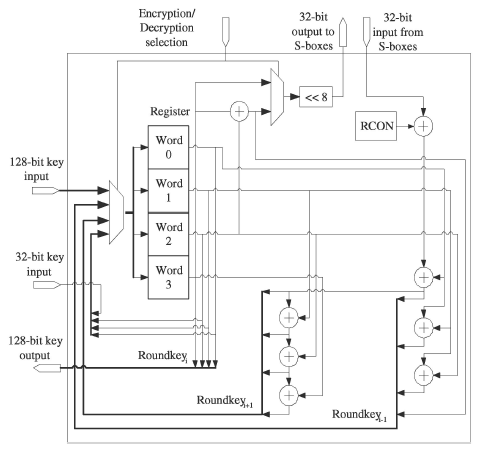 Encryption/
Decryption
selection
32-bit
output to
S-boxes
32-bit
input from
S-boxes
<< 8
Register
RCON
Word
0
128-bit key
input
Word
1
Word
2
32-bit key
input
Word
3
128-bit key
output
Roundkey i
Roundkey i+1
Roundkey i-1